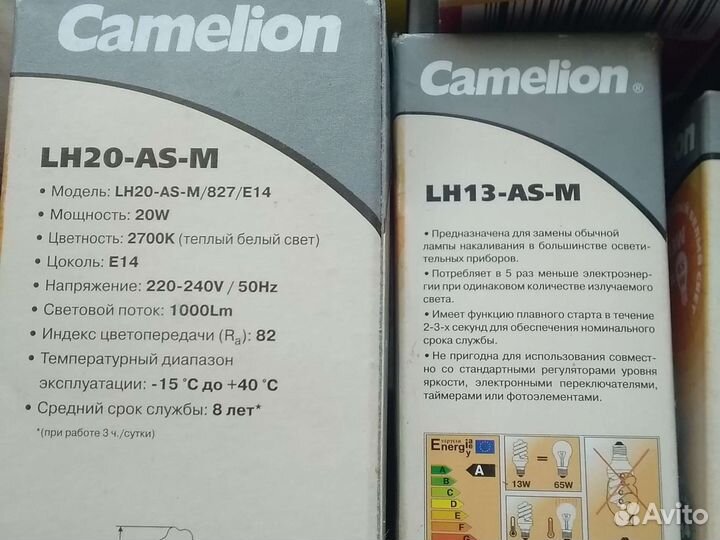 Camelion
LH20-AS-M
• Модель: LH20-AS-M/827/E14
• Мощность: 20W
• Цветность: 2700K (теплый белый свет)
• Цоколь: E14
• Напряжение: 220-240V / 50Hz
• Световой поток: 1000Lm
• Индекс цветопередачи (Ra): 82
• Температурный диапазон
эксплуатации: -15 °C до +40 °C
• Средний срок службы: 8 лет*
*(при работе 3 ч./сутки)
Camelion®
LH13-AS-M
• Предназначена для замены обычной
лампы накаливания в большинстве освети-
тельных приборов.
• Потребляет в 5 раз меньше электроэнер-
гии при одинаковом количестве излучаемого
света.
• Имеет функцию плавного старта в течение
2-3-х секунд для обеспечения номинального
срока службы.
• Не пригодна для использования совмест-
но со стандартными регуляторами уровня
яркости, электронными переключателями,
таймерами или фотоэлементами.
Energ
A
A
B
C
D
E
F
G
13W
=
65W
Avito